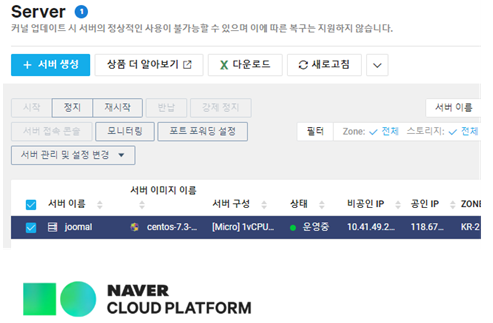 Server 1
커널 업데이트 시 서버의 정상적인 사용이 불가능할 수 있으며 이에 따른 복구는 지원하지 않습니다.
+ 서버 생성 상품 더 알아보기 다운로드 새로고침
시작 정지 재시작 반납 강제 정지 서버 이름
서버 접속 콘솔 모니터링 포트 포워딩 설정 필터 Zone: 전체 스토리지: 전체
서버 관리 및 설정 변경
서버 이름 서버 이미지 이름 서버 구성 상태 비공인 IP 공인 IP ZONE
joomal centos-7.3-... [Micro] 1vCPU... 운영중 10.41.49.2... 118.67... KR-2
NAVER
CLOUD PLATFORM